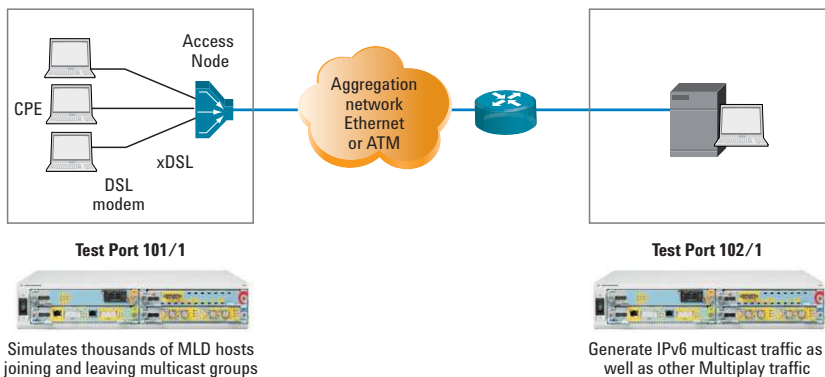 Access
Node
CPE
xDSL
DSL
modem
Aggregation
network
Ethernet
or ATM
Test Port 101/1
Simulates thousands of MLD hosts
joining and leaving multicast groups
Test Port 102/1
Generate IPv6 multicast traffic as
well as other Multiplay traffic